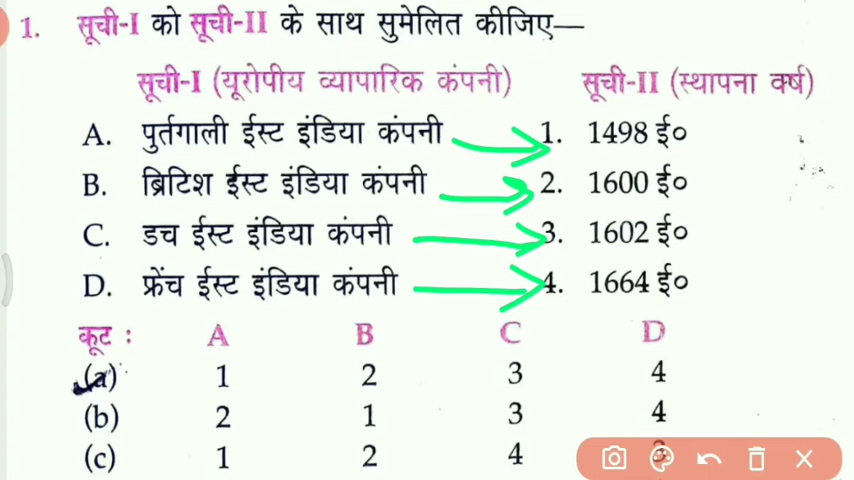 1. सूची-I को सूची-II के साथ सुमेलित कीजिए—
सूची-I (यूरोपीय व्यापारिक कंपनी) सूची-II (स्थापना वर्ष)
A. पुर्तगाली ईस्ट इंडिया कंपनी 1. 1498 ई०
B. ब्रिटिश ईस्ट इंडिया कंपनी 2. 1600 ई०
C. डच ईस्ट इंडिया कंपनी 3. 1602 ई०
D. फ्रेंच ईस्ट इंडिया कंपनी 4. 1664 ई०
कूट : A B C D
(a) 1 2 3 4
(b) 2 1 3 4
(c) 1 2 4